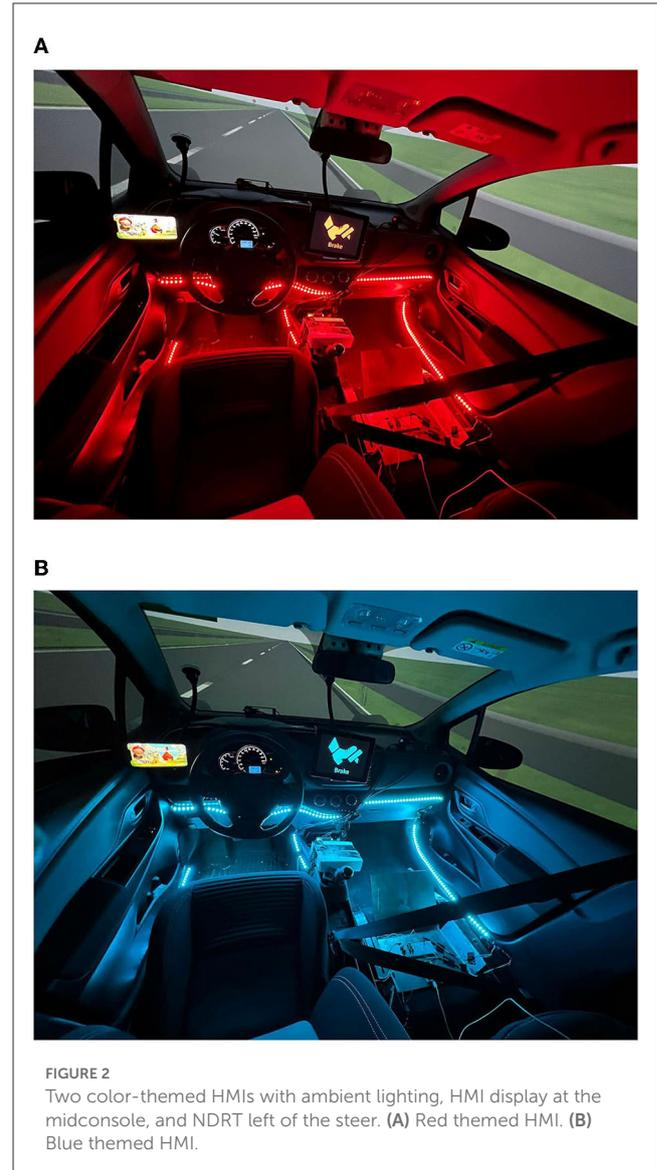 A
Brake
B
Brake
FIGURE 2
Two color-themed HMIs with ambient lighting, HMI display at the
midconsole, and NDRT left of the steer. (A) Red themed HMI. (B)
Blue themed HMI.